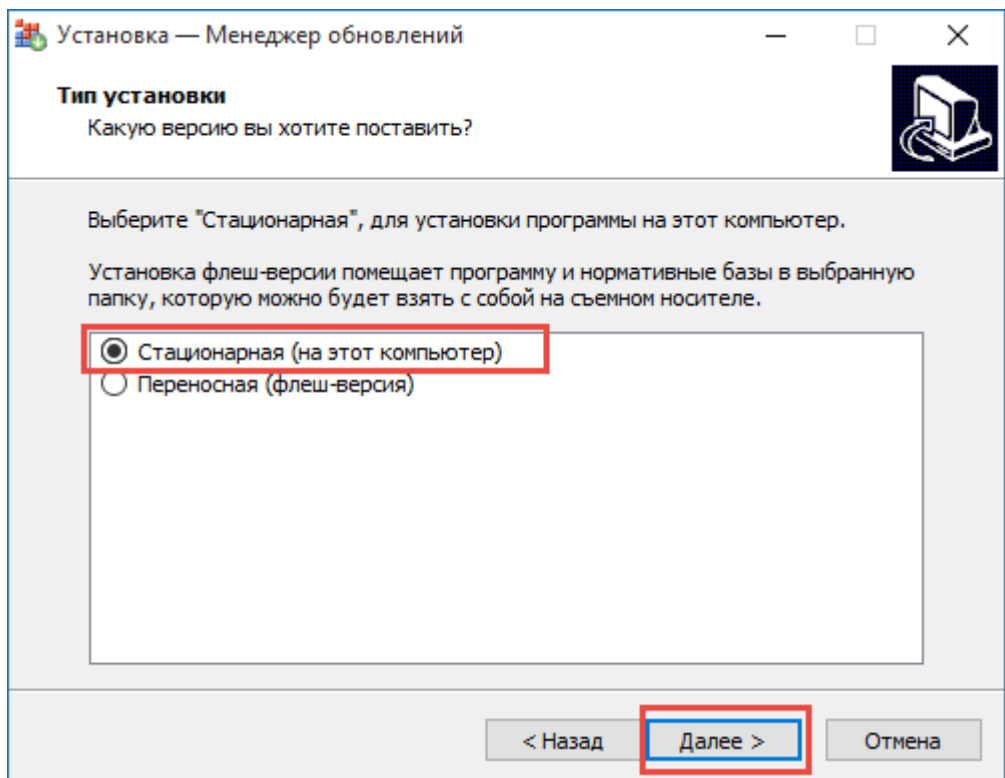 Установка — Менеджер обновлений
Тип установки
Какую версию вы хотите поставить?
Выберите "Стационарная", для установки программы на этот компьютер.
Установка флеш-версии помещает программу и нормативные базы в выбранную
папку, которую можно будет взять с собой на съемном носителе.
Стационарная (на этот компьютер)
Переносная (флеш-версия)
< Назад
Далее >
Отмена